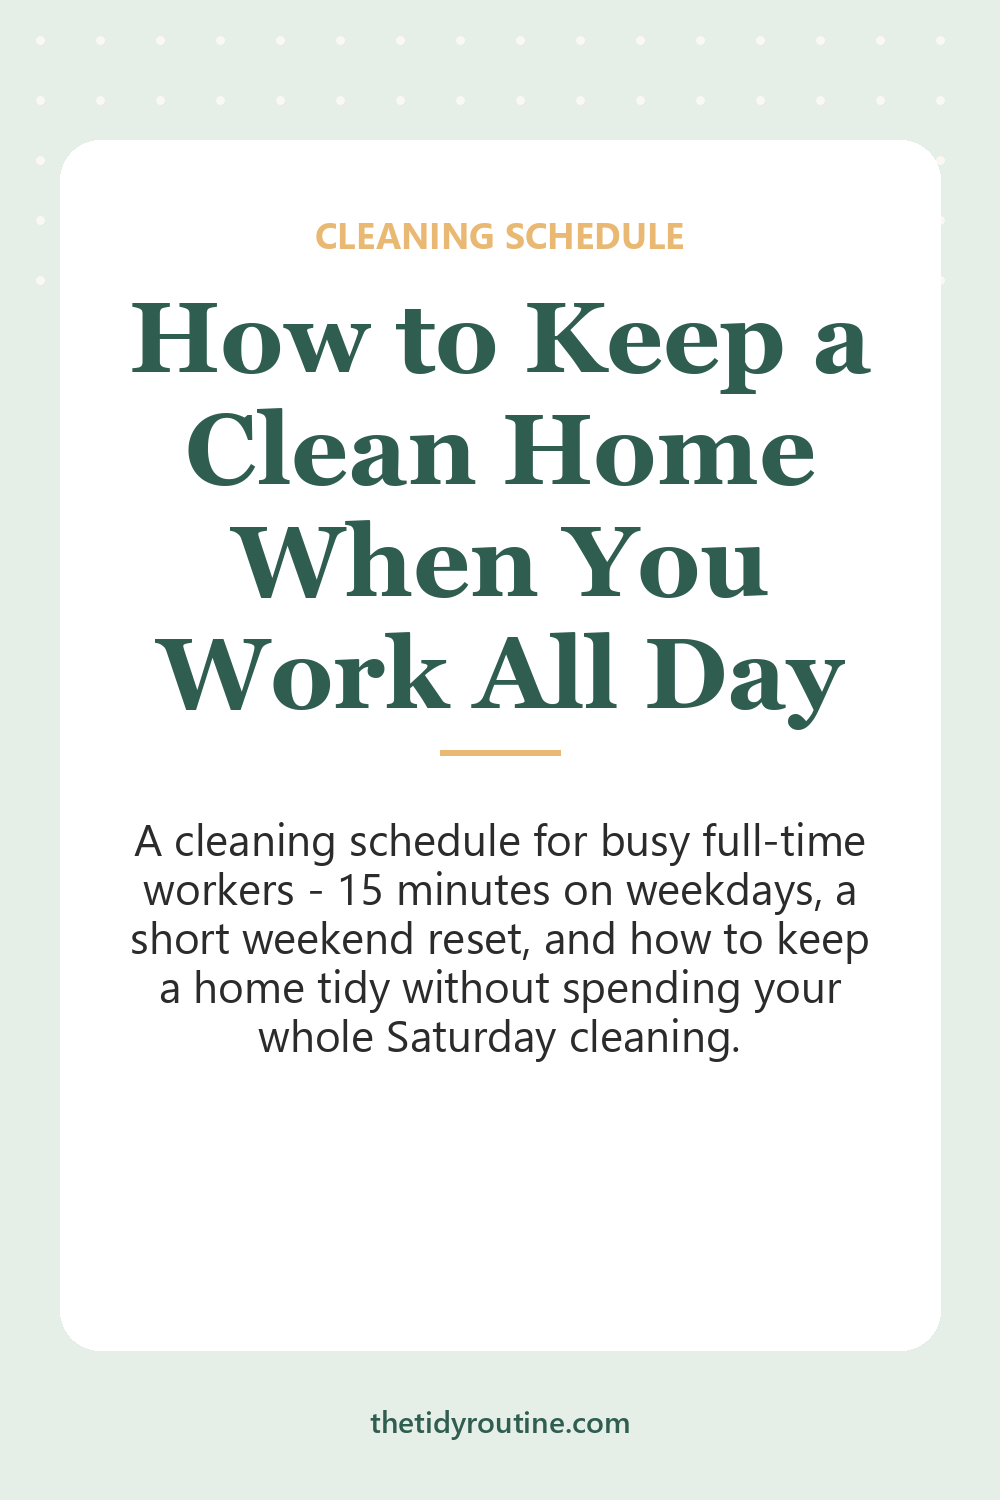 CLEANING SCHEDULE
How to Keep a
Clean Home
When You
Work All Day
A cleaning schedule for busy full-time
workers - 15 minutes on weekdays, a
short weekend reset, and how to keep
a home tidy without spending your
whole Saturday cleaning.
thetidyroutine.com